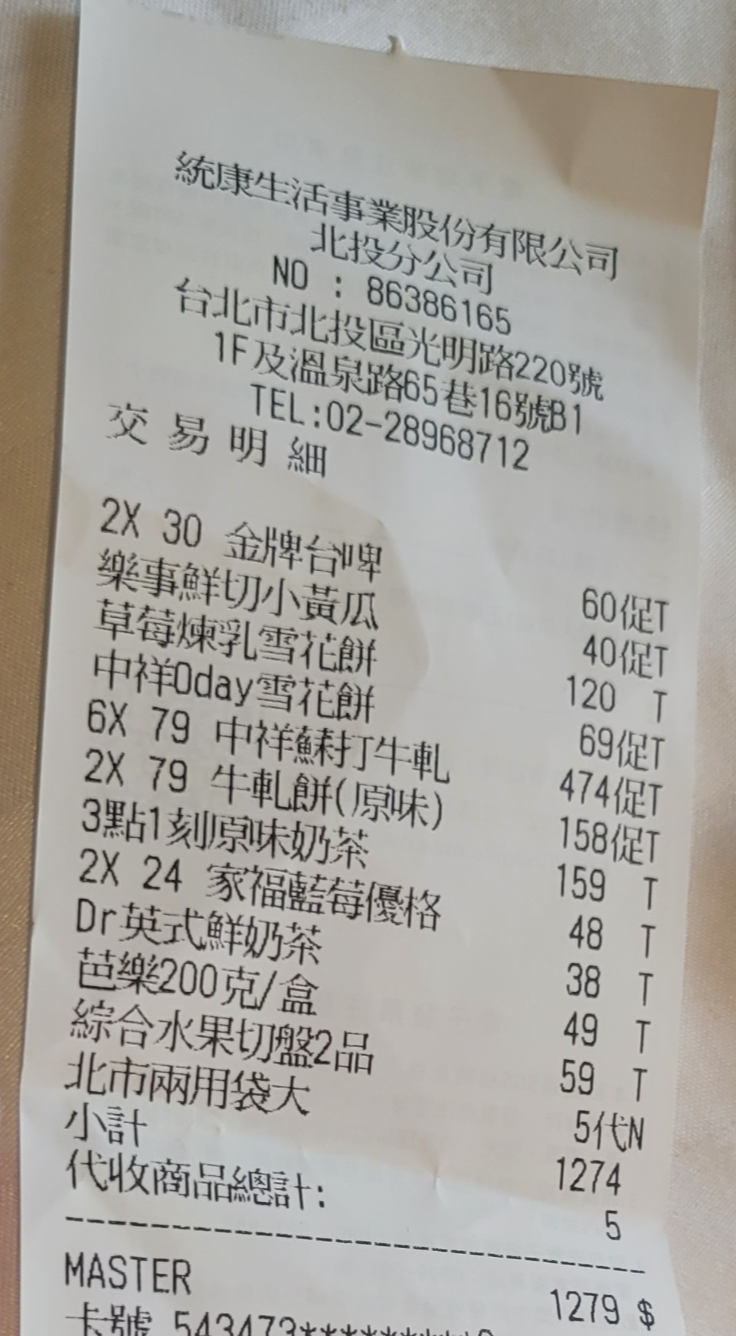 統康生活事業股份有限公司
北投分公司
NO : 86386165
台北市北投區光明路220號
1F及溫泉路65巷16號B1
TEL:02-28968712
交易明細
2X 30 金牌台啤 60促T
樂事鮮切小黃瓜 40促T
草莓煉乳雪花餅 120 T
中祥0day雪花餅 69促T
6X 79 中祥蘇打牛軋 474促T
2X 79 牛軋餅(原味) 158促T
3點1刻原味奶茶 159 T
2X 24 家福藍莓優格 48 T
Dr英式鮮奶茶 38 T
芭樂200克/盒 49 T
綜合水果切盤2品 59 T
北市兩用袋大 5代N
小計 1274
代收商品總計: 5
MASTER 1279 $
卡號 543473*********